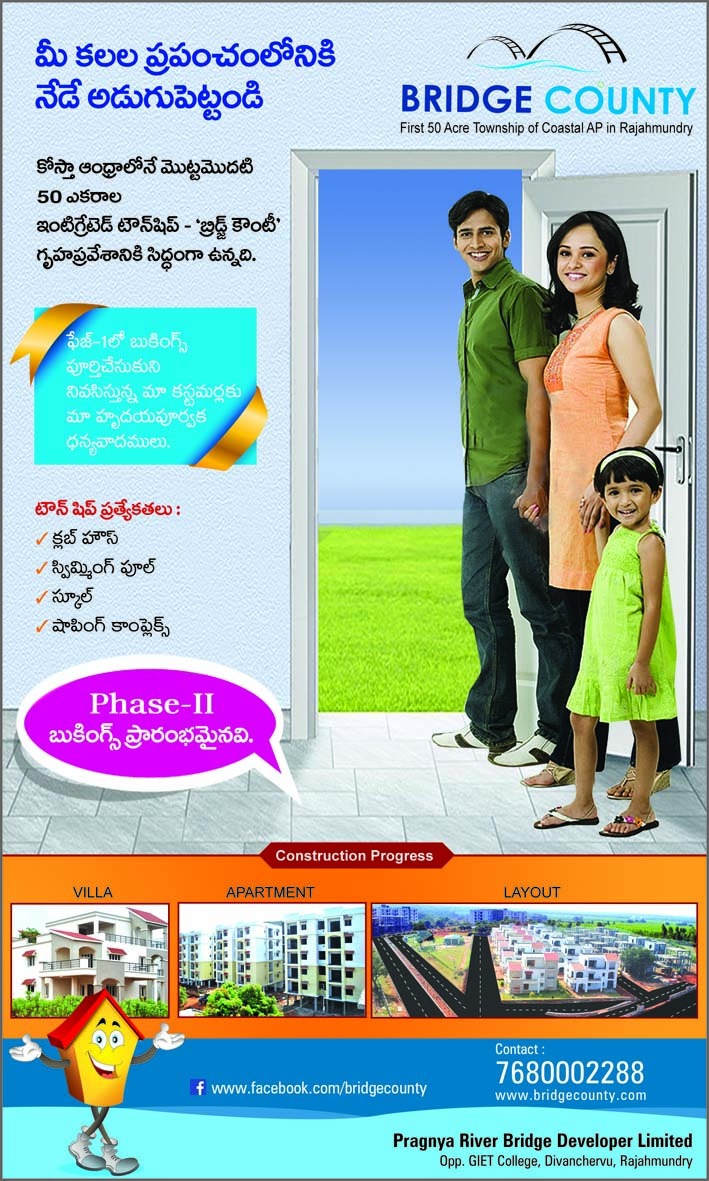 మీ కలల ప్రపంచంలోనికి
నేడే అడుగుపెట్టండి
BRIDGE COUNTY
First 50 Acre Township of Coastal AP in Rajahmundry
కోస్తా ఆంధ్రాలోనే మొట్టమొదటి
50 ఎకరాల
ఇంటిగ్రేటెడ్ టౌన్‌షిప్ - ‘బ్రిడ్జ్ కౌంటీ’
గృహప్రవేశానికి సిద్ధంగా ఉన్నది.
ఫేజ్-1లో బుకింగ్స్
పూర్తిచేసుకుని
నివసిస్తున్న మా కస్టమర్లకు
మా హృదయపూర్వక
ధన్యవాదములు.
టౌన్ షిప్ ప్రత్యేకతలు :
✓ క్లబ్ హౌస్
✓ స్విమ్మింగ్ పూల్
✓ స్కూల్
✓ షాపింగ్ కాంప్లెక్స్
Phase-II
బుకింగ్స్ ప్రారంభమైనవి.
Construction Progress
VILLA
APARTMENT
LAYOUT
www.facebook.com/bridgecounty
Contact :
7680002288
www.bridgecounty.com
Pragnya River Bridge Developer Limited
Opp. GIET College, Divanchervu, Rajahmundry